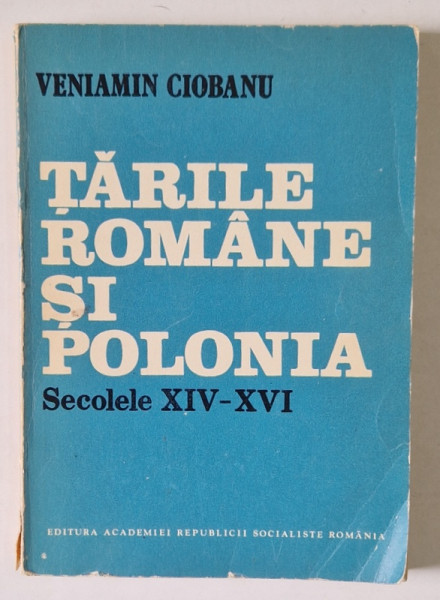 VENIAMIN CIOBANU
ȚĂRILE
ROMÂNE
ȘI
POLONIA
Secolele XIV-XVI
EDITURA ACADEMIEI REPUBLICII SOCIALISTE ROMÂNIA